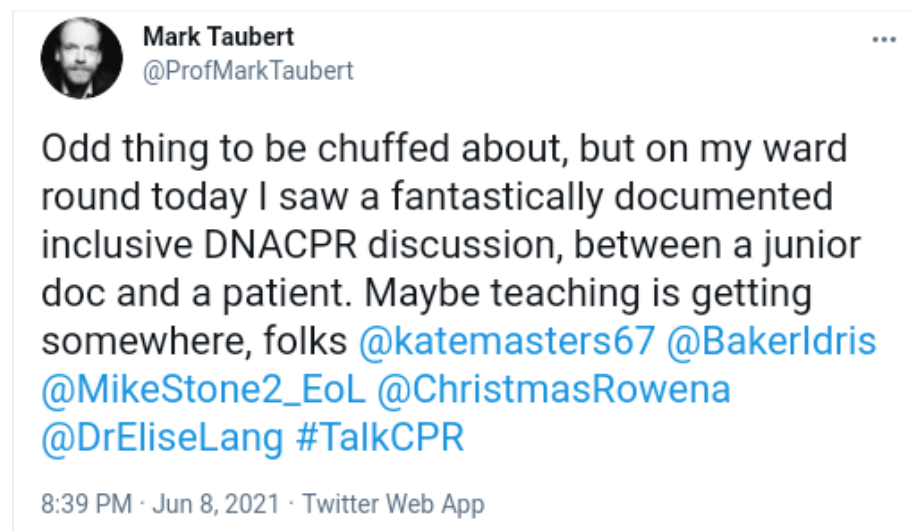 Mark Taubert
@ProfMarkTaubert
Odd thing to be chuffed about, but on my ward
round today I saw a fantastically documented
inclusive DNACPR discussion, between a junior
doc and a patient. Maybe teaching is getting
somewhere, folks @katemasters67 @BakerIdris
@MikeStone2_EoL @ChristmasRowena
@DrEliseLang #TalkCPR
8:39 PM · Jun 8, 2021 · Twitter Web App